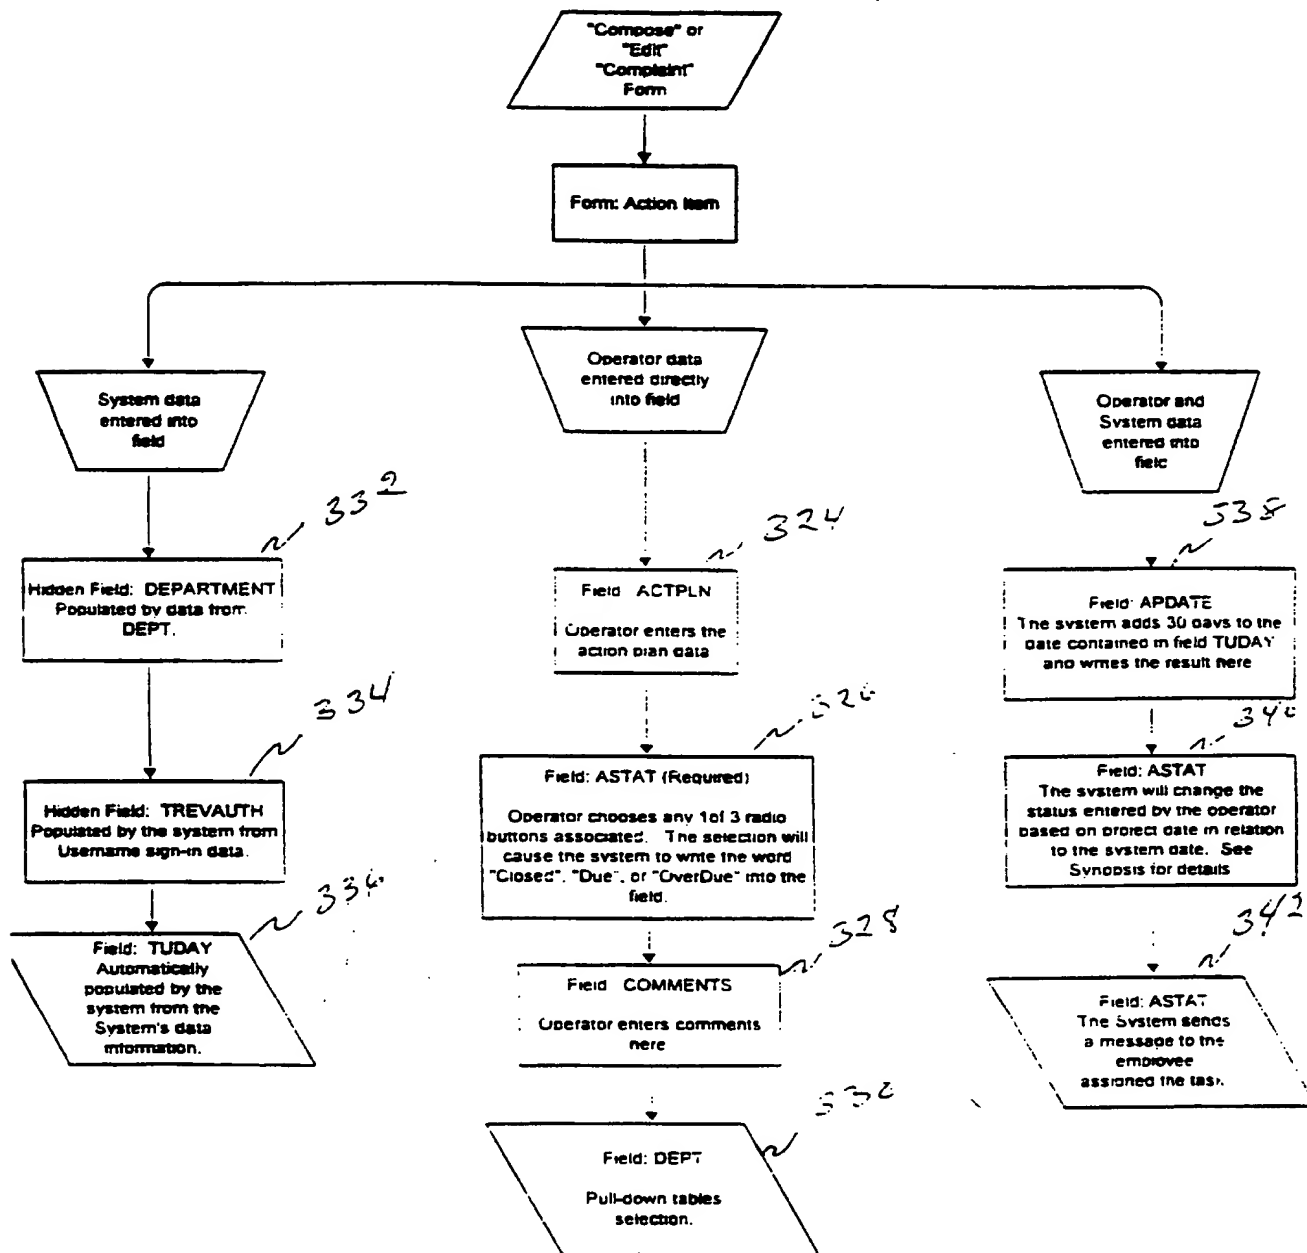 "Compose" or
"Edit"
"Complaint"
Form
Form: Action Item
System data
entered into
field
Operator data
entered directly
into field
Operator and
System data
entered into
field
332
Hidden Field: DEPARTMENT
Populated by data from
DEPT.
334
Hidden Field: TREVAUTH
Populated by the system from
Username sign-in data.
336
Field: TUDAY
Automatically
populated by the
system from the
System's data
information.
324
Field ACTPLN
Operator enters the
action plan data
326
Field: ASTAT (Required)
Operator chooses any 1of 3 radio
buttons associated. The selection will
cause the system to write the word
"Closed", "Due", or "OverDue" into the
field.
328
Field COMMENTS
Operator enters comments
here
330
Field: DEPT
Pull-down tables
selection.
338
Field: APDATE
The system adds 30 days to the
date contained in field TUDAY
and writes the result here
340
Field: ASTAT
The system will change the
status entered by the operator
based on project date in relation
to the system date. See
Synopsis for details
342
Field: ASTAT
The System sends
a message to the
employee
assigned the task.